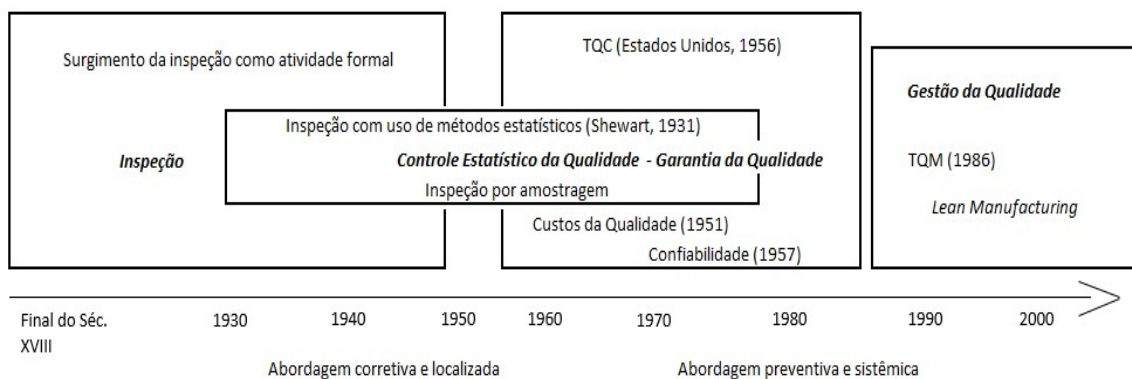 Surgimento da inspeção como atividade formal
TQC (Estados Unidos, 1956)
Gestão da Qualidade
Inspeção com uso de métodos estatísticos (Shewart, 1931)
Inspeção
Controle Estatístico da Qualidade - Garantia da Qualidade
TQM (1986)
Inspeção por amostragem
Lean Manufacturing
Custos da Qualidade (1951)
Confiabilidade (1957)
Final do Séc. XVIII
1930
1940
1950
1960
1970
1980
1990
2000
Abordagem corretiva e localizada
Abordagem preventiva e sistêmica